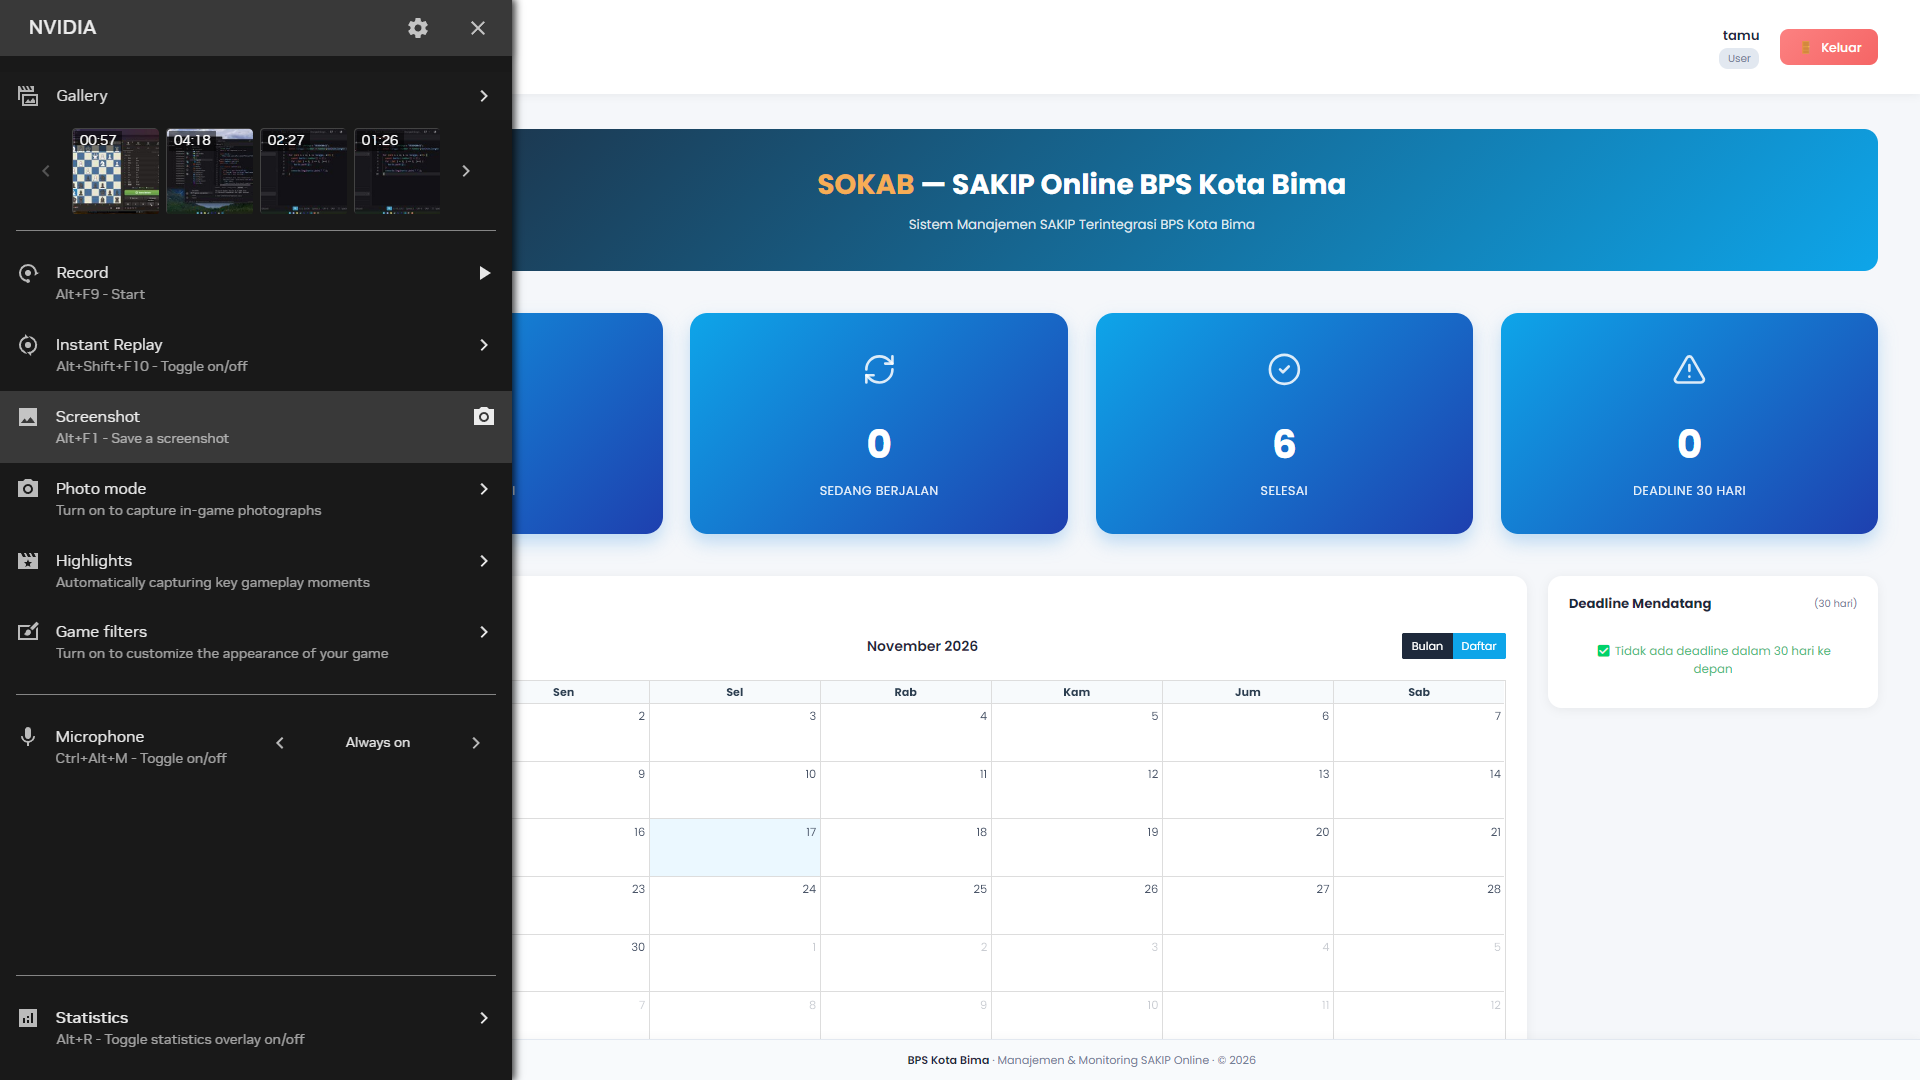 NVIDIA
Gallery
00:57
04:18
02:27
01:26
Record
Alt+F9 - Start
Instant Replay
Alt+Shift+F10 - Toggle on/off
Screenshot
Alt+F1 - Save a screenshot
Photo mode
Turn on to capture in-game photographs
Highlights
Automatically capturing key gameplay moments
Game filters
Turn on to customize the appearance of your game
Microphone
Ctrl+Alt+M - Toggle on/off
Always on
Statistics
Alt+R - Toggle statistics overlay on/off
tamu
User
Keluar
SOKAB — SAKIP Online BPS Kota Bima
Sistem Manajemen SAKIP Terintegrasi BPS Kota Bima
0
SEDANG BERJALAN
6
SELESAI
0
DEADLINE 30 HARI
November 2026
Bulan Daftar
Sen Sel Rab Kam Jum Sab
2 3 4 5 6 7
9 10 11 12 13 14
16 17 18 19 20 21
23 24 25 26 27 28
30 1 2 3 4 5
7 8 9 10 11 12
Deadline Mendatang
(30 hari)
Tidak ada deadline dalam 30 hari ke
depan
BPS Kota Bima · Manajemen & Monitoring SAKIP Online · © 2026